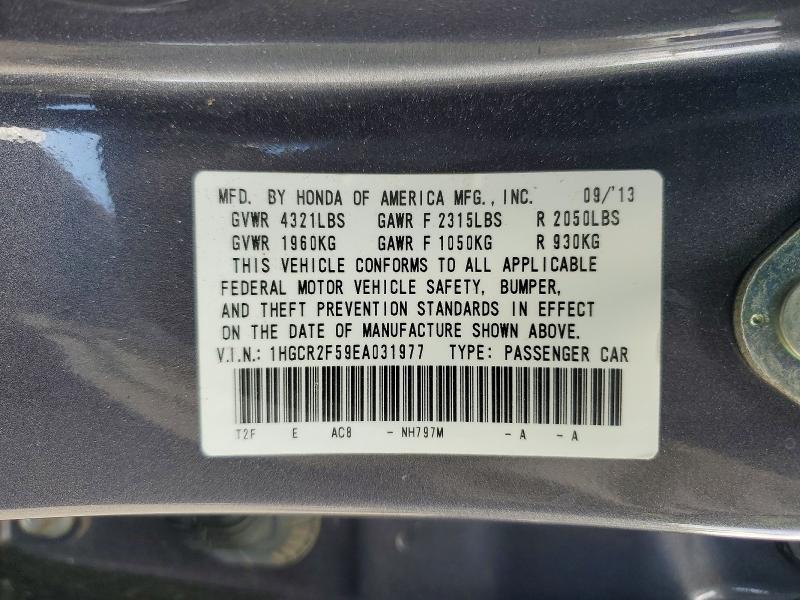 MFD. BY HONDA OF AMERICA MFG., INC. 09/'13
GVWR 4321LBS GAWR F 2315LBS R 2050LBS
GVWR 1960KG GAWR F 1050KG R 930KG
THIS VEHICLE CONFORMS TO ALL APPLICABLE
FEDERAL MOTOR VEHICLE SAFETY, BUMPER,
AND THEFT PREVENTION STANDARDS IN EFFECT
ON THE DATE OF MANUFACTURE SHOWN ABOVE.
V.I.N.: 1HGCR2F59EA031977 TYPE: PASSENGER CAR
T2F E AC8 - NH797M - A - A